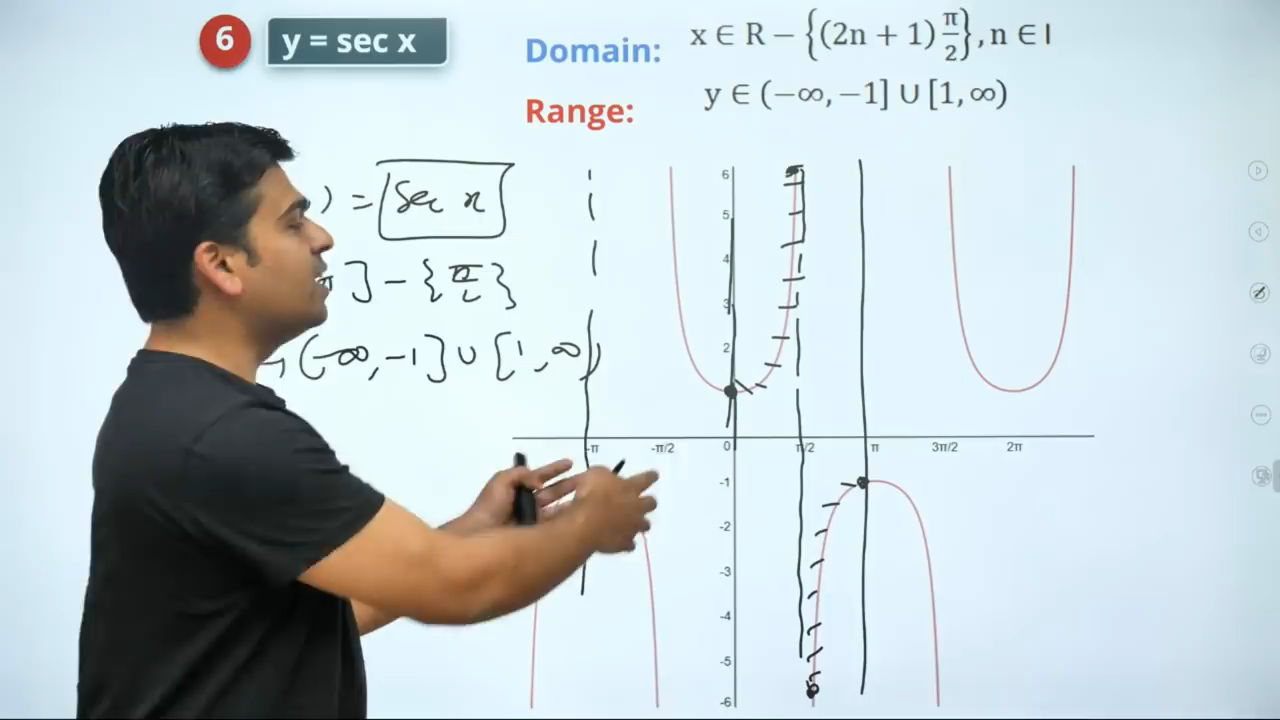 6 y = sec x
Domain: x ∈ R − {(2n + 1) π/2}, n ∈ I
Range: y ∈ (−∞, −1] ∪ [1, ∞)
) = Sec x
π] − {π/2}
→ (−∞, −1] ∪ [1, ∞)
6
5
4
3
2
-π -π/2 0 π/2 π 3π/2 2π
-1
-2
-3
-4
-5
-6